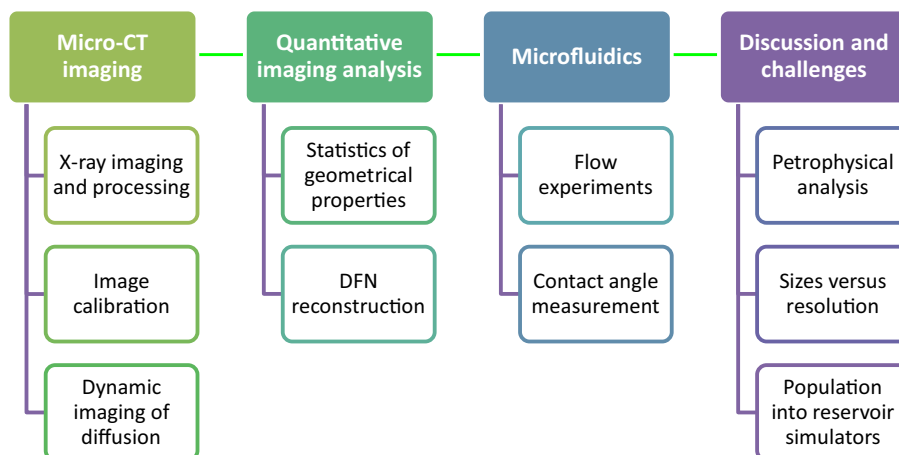 Micro-CT
imaging
X-ray imaging
and processing
Image
calibration
Dynamic
imaging of
diffusion
Quantitative
imaging analysis
Statistics of
geometrical
properties
DFN
reconstruction
Microfluidics
Flow
experiments
Contact angle
measurement
Discussion and
challenges
Petrophysical
analysis
Sizes versus
resolution
Population
into reservoir
simulators